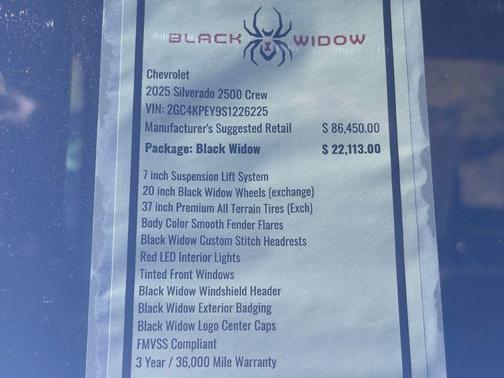 BLACK WIDOW
Chevrolet
2025 Silverado 2500 Crew
VIN: 2GC4KPEY9S1226225
Manufacturer's Suggested Retail $ 86,450.00
Package: Black Widow $ 22,113.00
7 inch Suspension Lift System
20 inch Black Widow Wheels (exchange)
37 inch Premium All Terrain Tires (Exch)
Body Color Smooth Fender Flares
Black Widow Custom Stitch Headrests
Red LED Interior Lights
Tinted Front Windows
Black Widow Windshield Header
Black Widow Exterior Badging
Black Widow Logo Center Caps
FMVSS Compliant
3 Year / 36,000 Mile Warranty